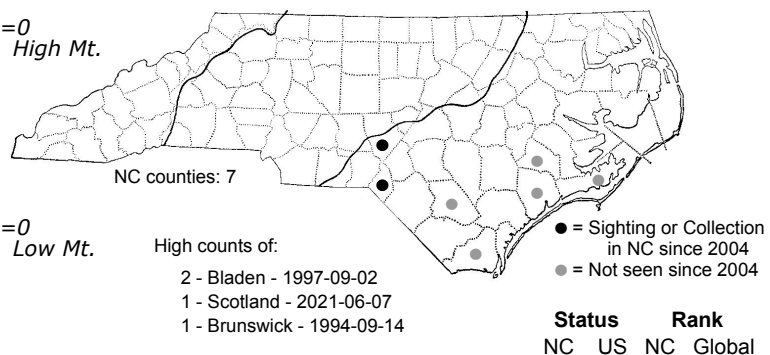 =0
High Mt.
NC counties: 7
=0
Low Mt.
High counts of:
2 - Bladen - 1997-09-02
1 - Scotland - 2021-06-07
1 - Brunswick - 1994-09-14
● = Sighting or Collection
in NC since 2004
● = Not seen since 2004
Status Rank
NC US NC Global